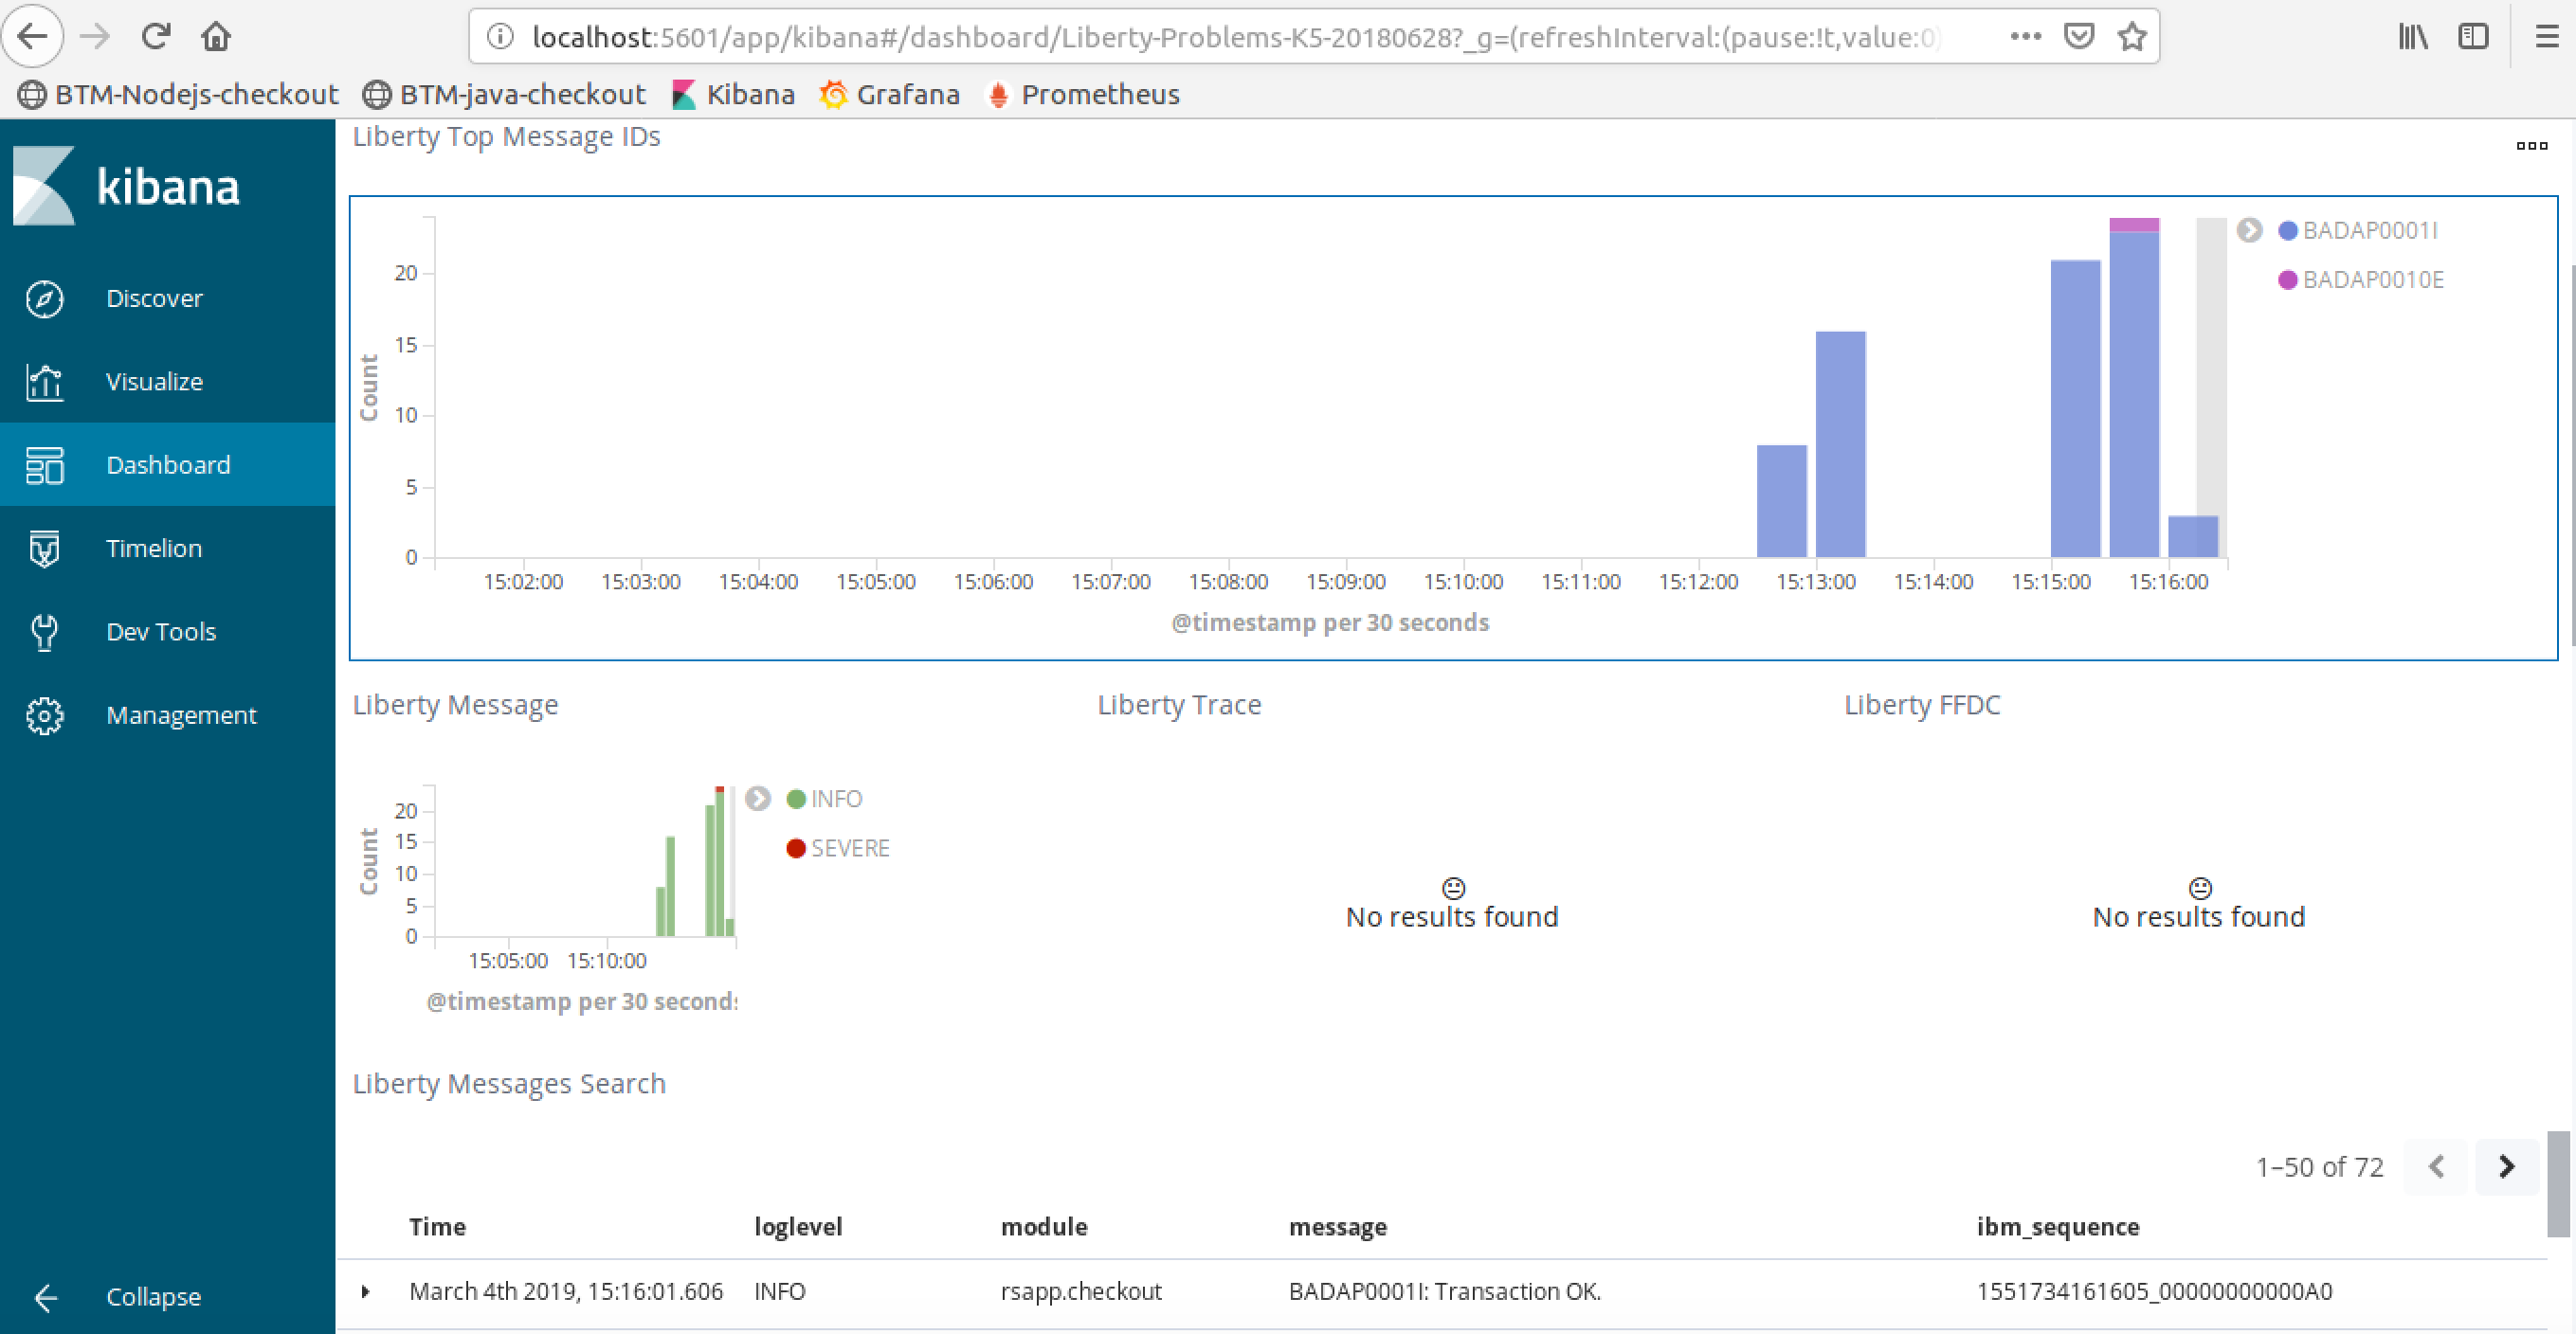 localhost:5601/app/kibana#/dashboard/Liberty-Problems-K5-20180628?_g=(refreshInterval:(pause:!t,value:0)
BTM-Nodejs-checkout BTM-java-checkout Kibana Grafana Prometheus
kibana
Discover
Visualize
Dashboard
Timelion
Dev Tools
Management
Collapse
Liberty Top Message IDs
Count
20
15
10
5
0
15:02:00 15:03:00 15:04:00 15:05:00 15:06:00 15:07:00 15:08:00 15:09:00 15:10:00 15:11:00 15:12:00 15:13:00 15:14:00 15:15:00 15:16:00
@timestamp per 30 seconds
BADAP0001I
BADAP0010E
Liberty Message
Count
20
15
10
5
0
15:05:00 15:10:00
@timestamp per 30 seconds
INFO
SEVERE
Liberty Trace
No results found
Liberty FFDC
No results found
Liberty Messages Search
1–50 of 72
Time loglevel module message ibm_sequence
March 4th 2019, 15:16:01.606 INFO rsapp.checkout BADAP0001I: Transaction OK. 1551734161605_00000000000A0